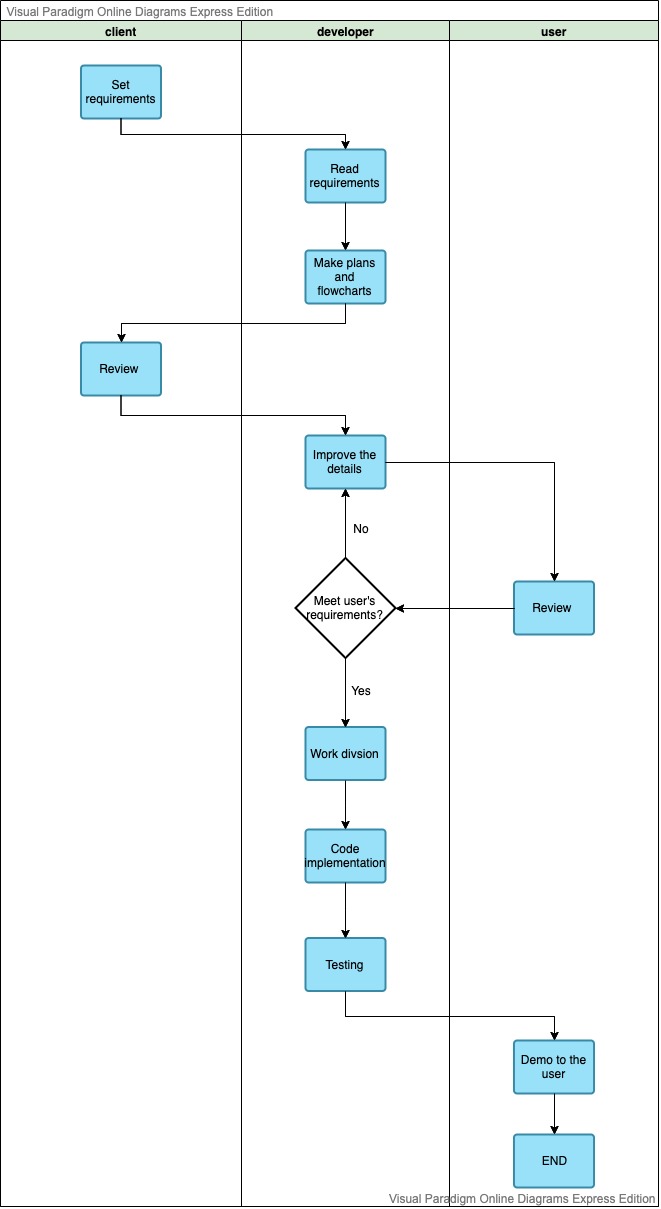 Visual Paradigm Online Diagrams Express Edition
client
developer
user
Set
requirements
Read
requirements
Make plans
and
flowcharts
Review
Improve the
details
No
Meet user's
requirements?
Review
Yes
Work divsion
Code
implementation
Testing
Demo to the
user
END
Visual Paradigm Online Diagrams Express Edition